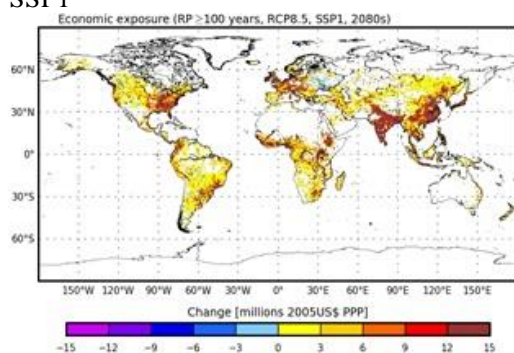 SSP1
Economic exposure (RP ≥100 years, RCP8.5, SSP1, 2080s)
60°N
30°N
0°
30°S
60°S
150°W 120°W 90°W 60°W 30°W 0° 30°E 60°E 90°E 120°E 150°E
Change [millions 2005US$ PPP]
−15 −12 −9 −6 −3 0 3 6 9 12 15